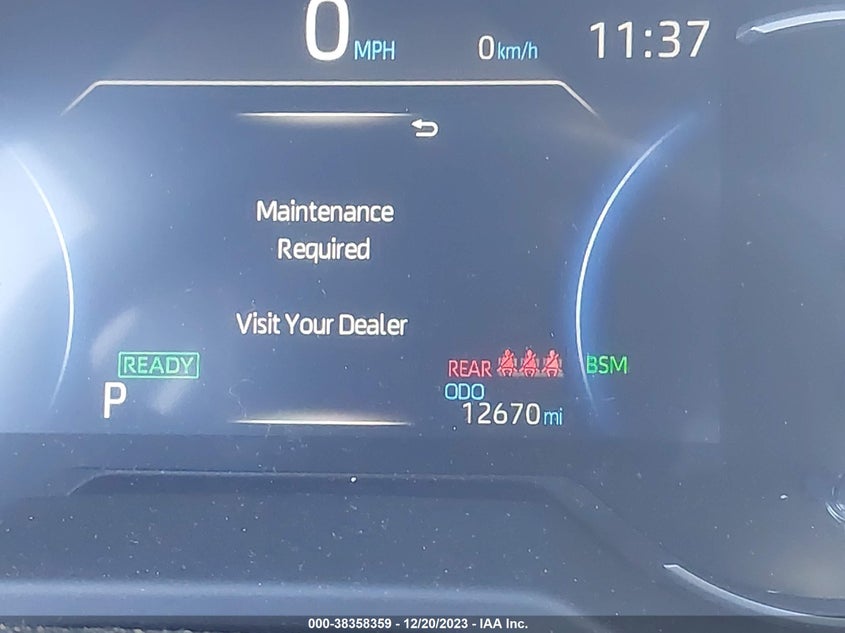 0 MPH 0 km/h 11:37
Maintenance
Required
Visit Your Dealer
READY
REAR
BSM
P
ODO
12670 mi
000-38358359 - 12/20/2023 - IAA Inc.